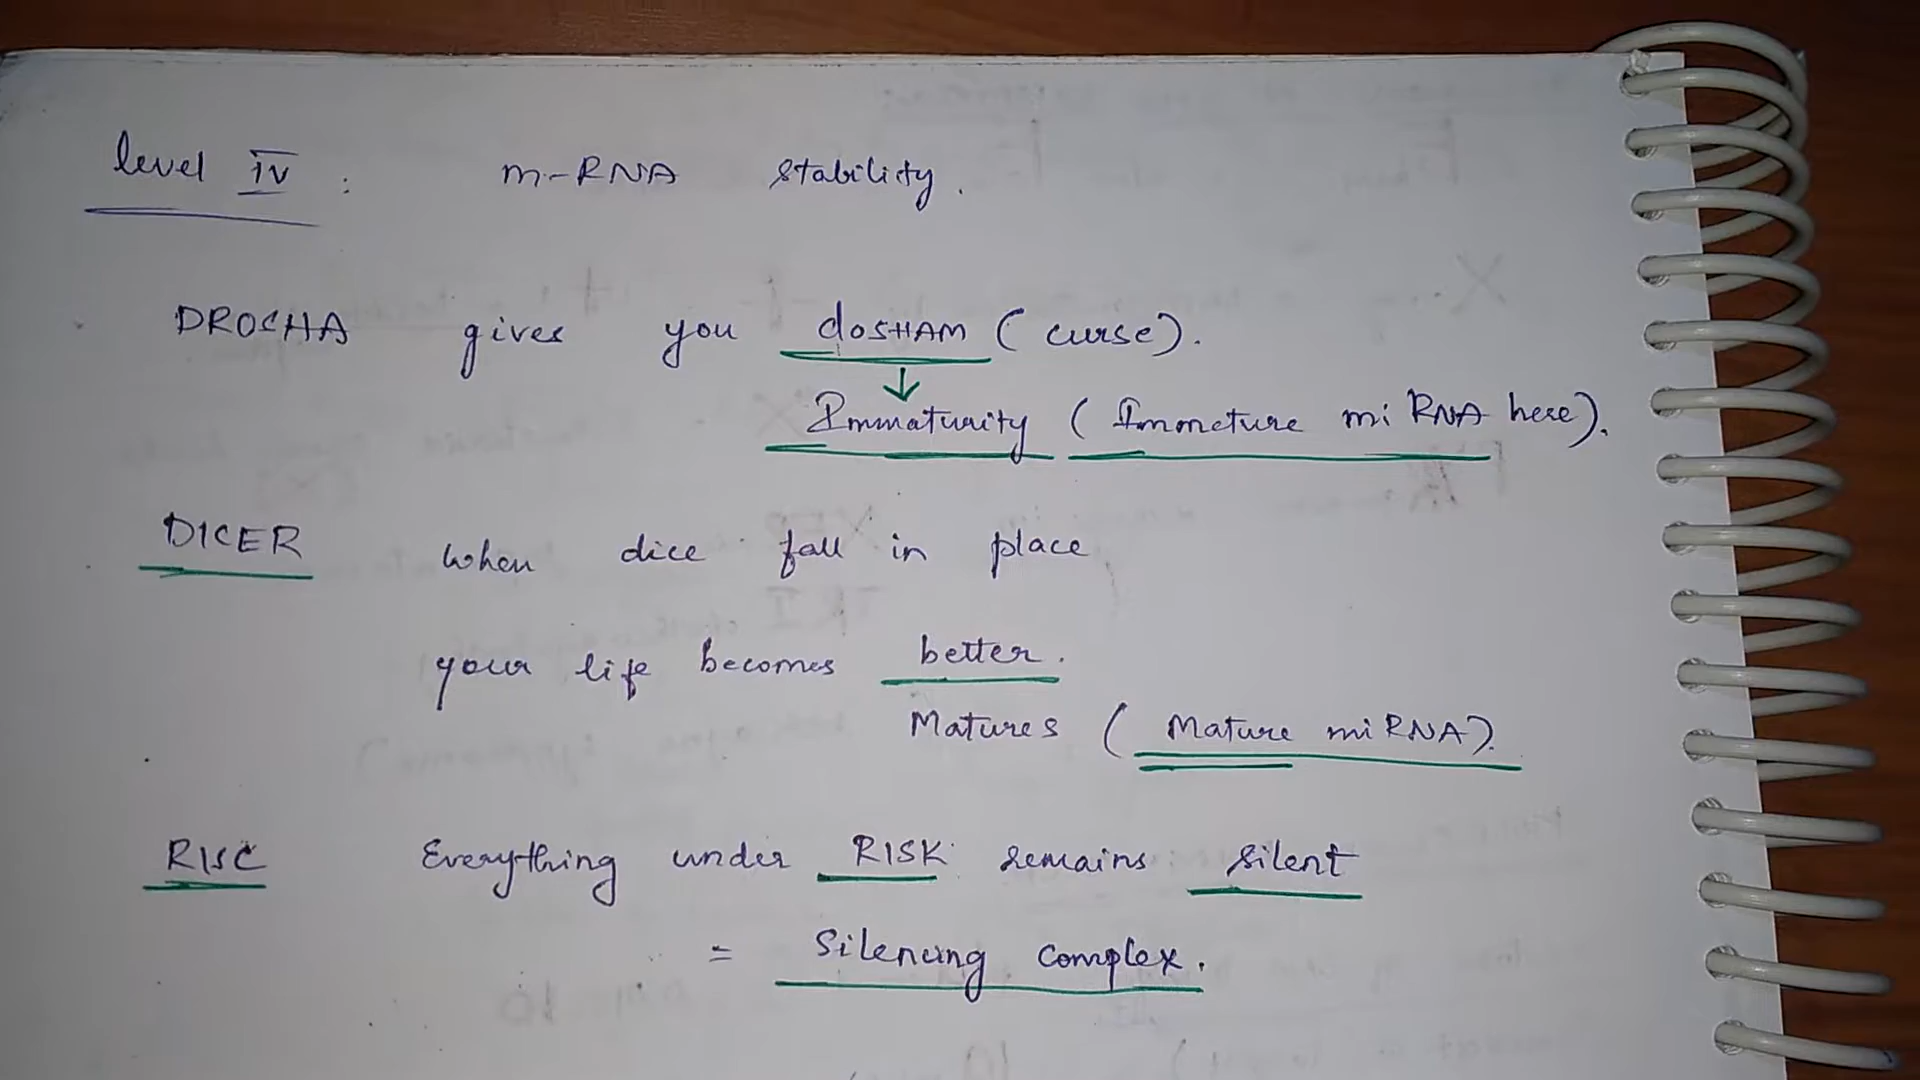 level IV : m-RNA stability.
DROSHA gives you dOSHAM (curse).
↓
Immaturity (Immature mi RNA here).
DICER when dice fall in place
your life becomes better.
Matures (Mature mi RNA).
RISC Everything under RISK remains silent
= Silencing complex.